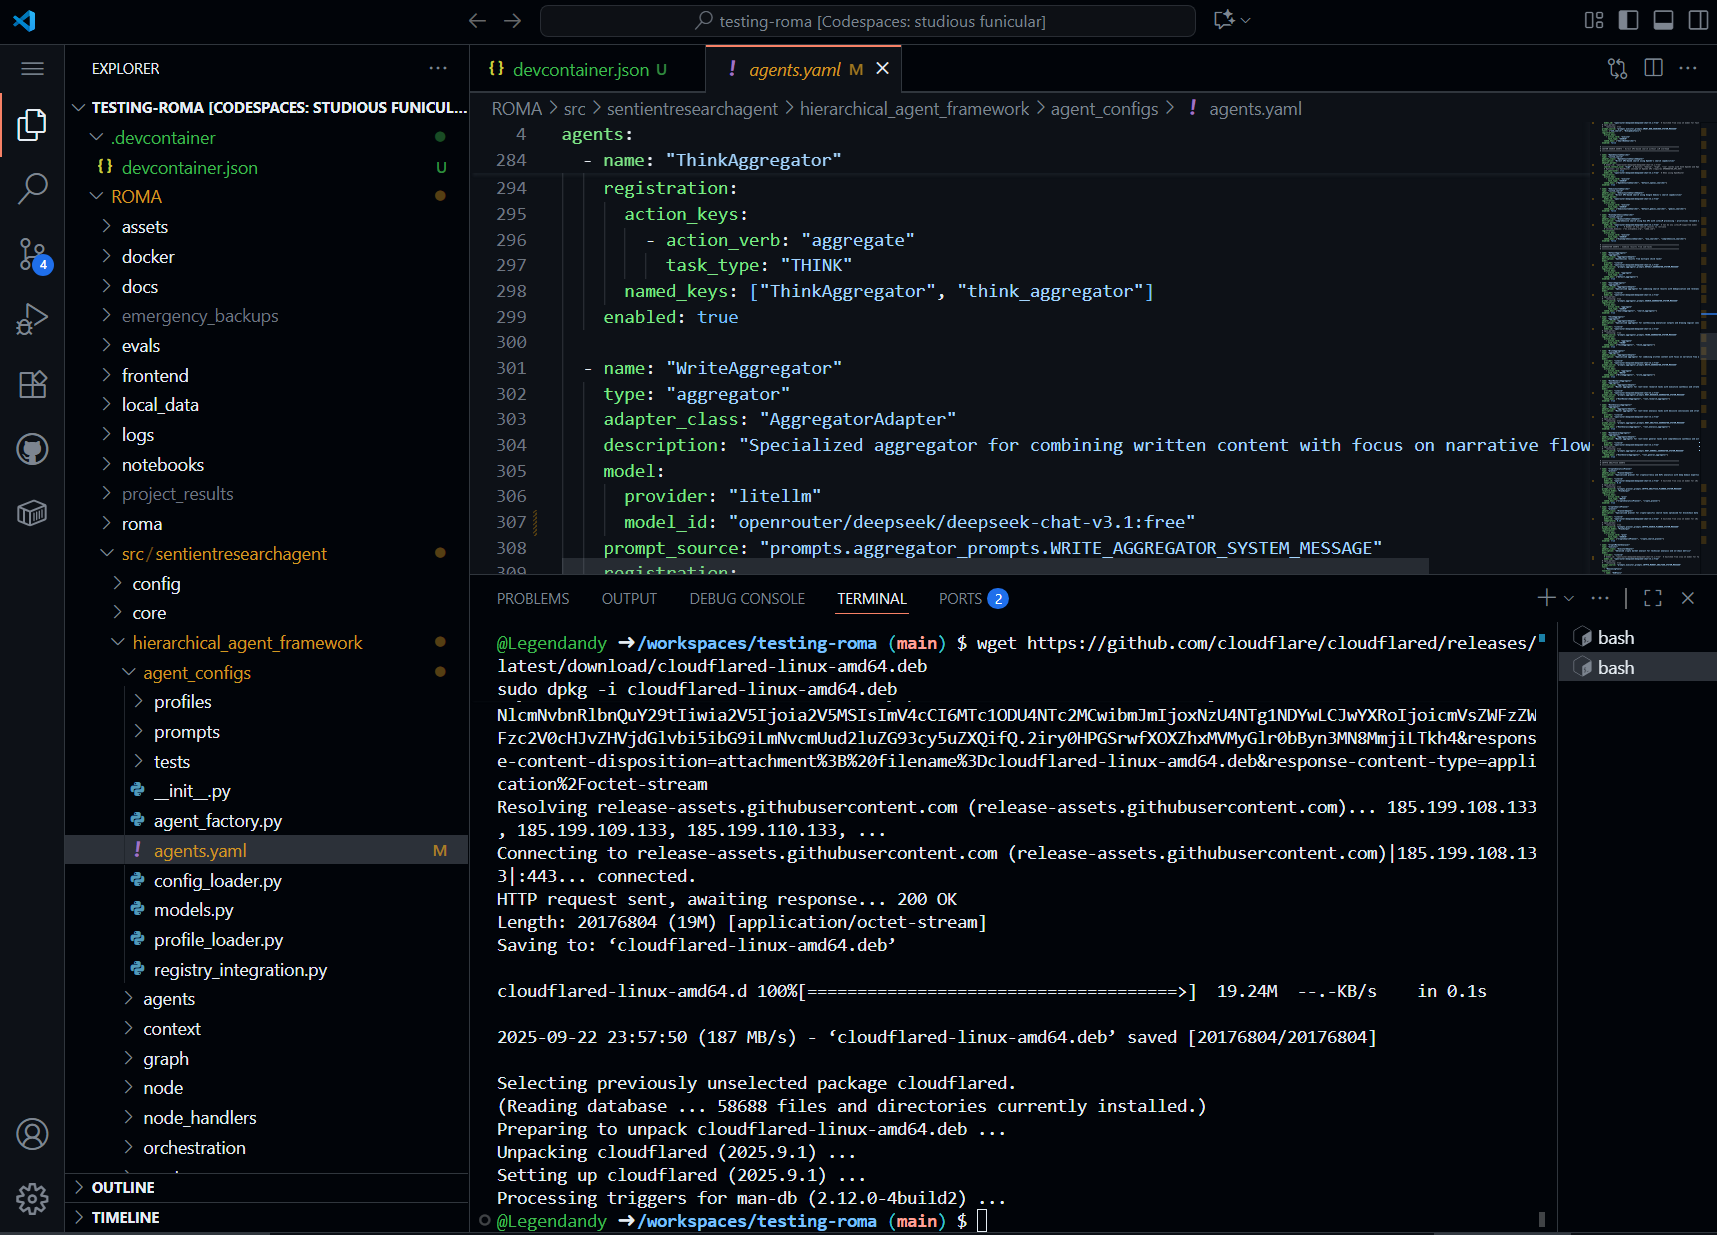 testing-roma [Codespaces: studious funicular]
EXPLORER
TESTING-ROMA [CODESPACES: STUDIOUS FUNICUL...
.devcontainer
{} devcontainer.json U
ROMA
assets
docker
docs
emergency_backups
evals
frontend
local_data
logs
notebooks
project_results
roma
src/sentientresearchagent
config
core
hierarchical_agent_framework
agent_configs
profiles
prompts
tests
__init__.py
agent_factory.py
! agents.yaml M
config_loader.py
models.py
profile_loader.py
registry_integration.py
agents
context
graph
node
node_handlers
orchestration
OUTLINE
TIMELINE
4
{} devcontainer.json U
! agents.yaml M
ROMA > src > sentientresearchagent > hierarchical_agent_framework > agent_configs > ! agents.yaml
4 agents:
284 - name: "ThinkAggregator"
294 registration:
295 action_keys:
296 - action_verb: "aggregate"
297 task_type: "THINK"
298 named_keys: ["ThinkAggregator", "think_aggregator"]
299 enabled: true
300
301 - name: "WriteAggregator"
302 type: "aggregator"
303 adapter_class: "AggregatorAdapter"
304 description: "Specialized aggregator for combining written content with focus on narrative flow
305 model:
306 provider: "litellm"
307 model_id: "openrouter/deepseek/deepseek-chat-v3.1:free"
308 prompt_source: "prompts.aggregator_prompts.WRITE_AGGREGATOR_SYSTEM_MESSAGE"
309 registration:
PROBLEMS OUTPUT DEBUG CONSOLE TERMINAL PORTS 2
bash
bash
@Legendandy ➜/workspaces/testing-roma (main) $ wget https://github.com/cloudflare/cloudflared/releases/
latest/download/cloudflared-linux-amd64.deb
sudo dpkg -i cloudflared-linux-amd64.deb
NlcmNvbnRlbnQuY29tIiwia2V5Ijoia2V5MSIsImV4cCI6MTc1ODU4NTc2MCwibmJmIjoxNzU4NTg1NDYwLCJwYXRoIjoicmVsZWFzZW
Fzc2V0cHJvZHVjdGlvbi5ibG9iLmNvcmUud2luZG93cy5uZXQifQ.2iry0HPGSrwfXOXZhxMVMyGlr0bByn3MN8MmjiLTkh4&respons
e-content-disposition=attachment%3B%20filename%3Dcloudflared-linux-amd64.deb&response-content-type=appli
cation%2Foctet-stream
Resolving release-assets.githubusercontent.com (release-assets.githubusercontent.com)... 185.199.108.133
, 185.199.109.133, 185.199.110.133, ...
Connecting to release-assets.githubusercontent.com (release-assets.githubusercontent.com)|185.199.108.13
3|:443... connected.
HTTP request sent, awaiting response... 200 OK
Length: 20176804 (19M) [application/octet-stream]
Saving to: ‘cloudflared-linux-amd64.deb’
cloudflared-linux-amd64.d 100%[=====================================>] 19.24M --.-KB/s in 0.1s
2025-09-22 23:57:50 (187 MB/s) - ‘cloudflared-linux-amd64.deb’ saved [20176804/20176804]
Selecting previously unselected package cloudflared.
(Reading database ... 58688 files and directories currently installed.)
Preparing to unpack cloudflared-linux-amd64.deb ...
Unpacking cloudflared (2025.9.1) ...
Setting up cloudflared (2025.9.1) ...
Processing triggers for man-db (2.12.0-4build2) ...
@Legendandy ➜/workspaces/testing-roma (main) $